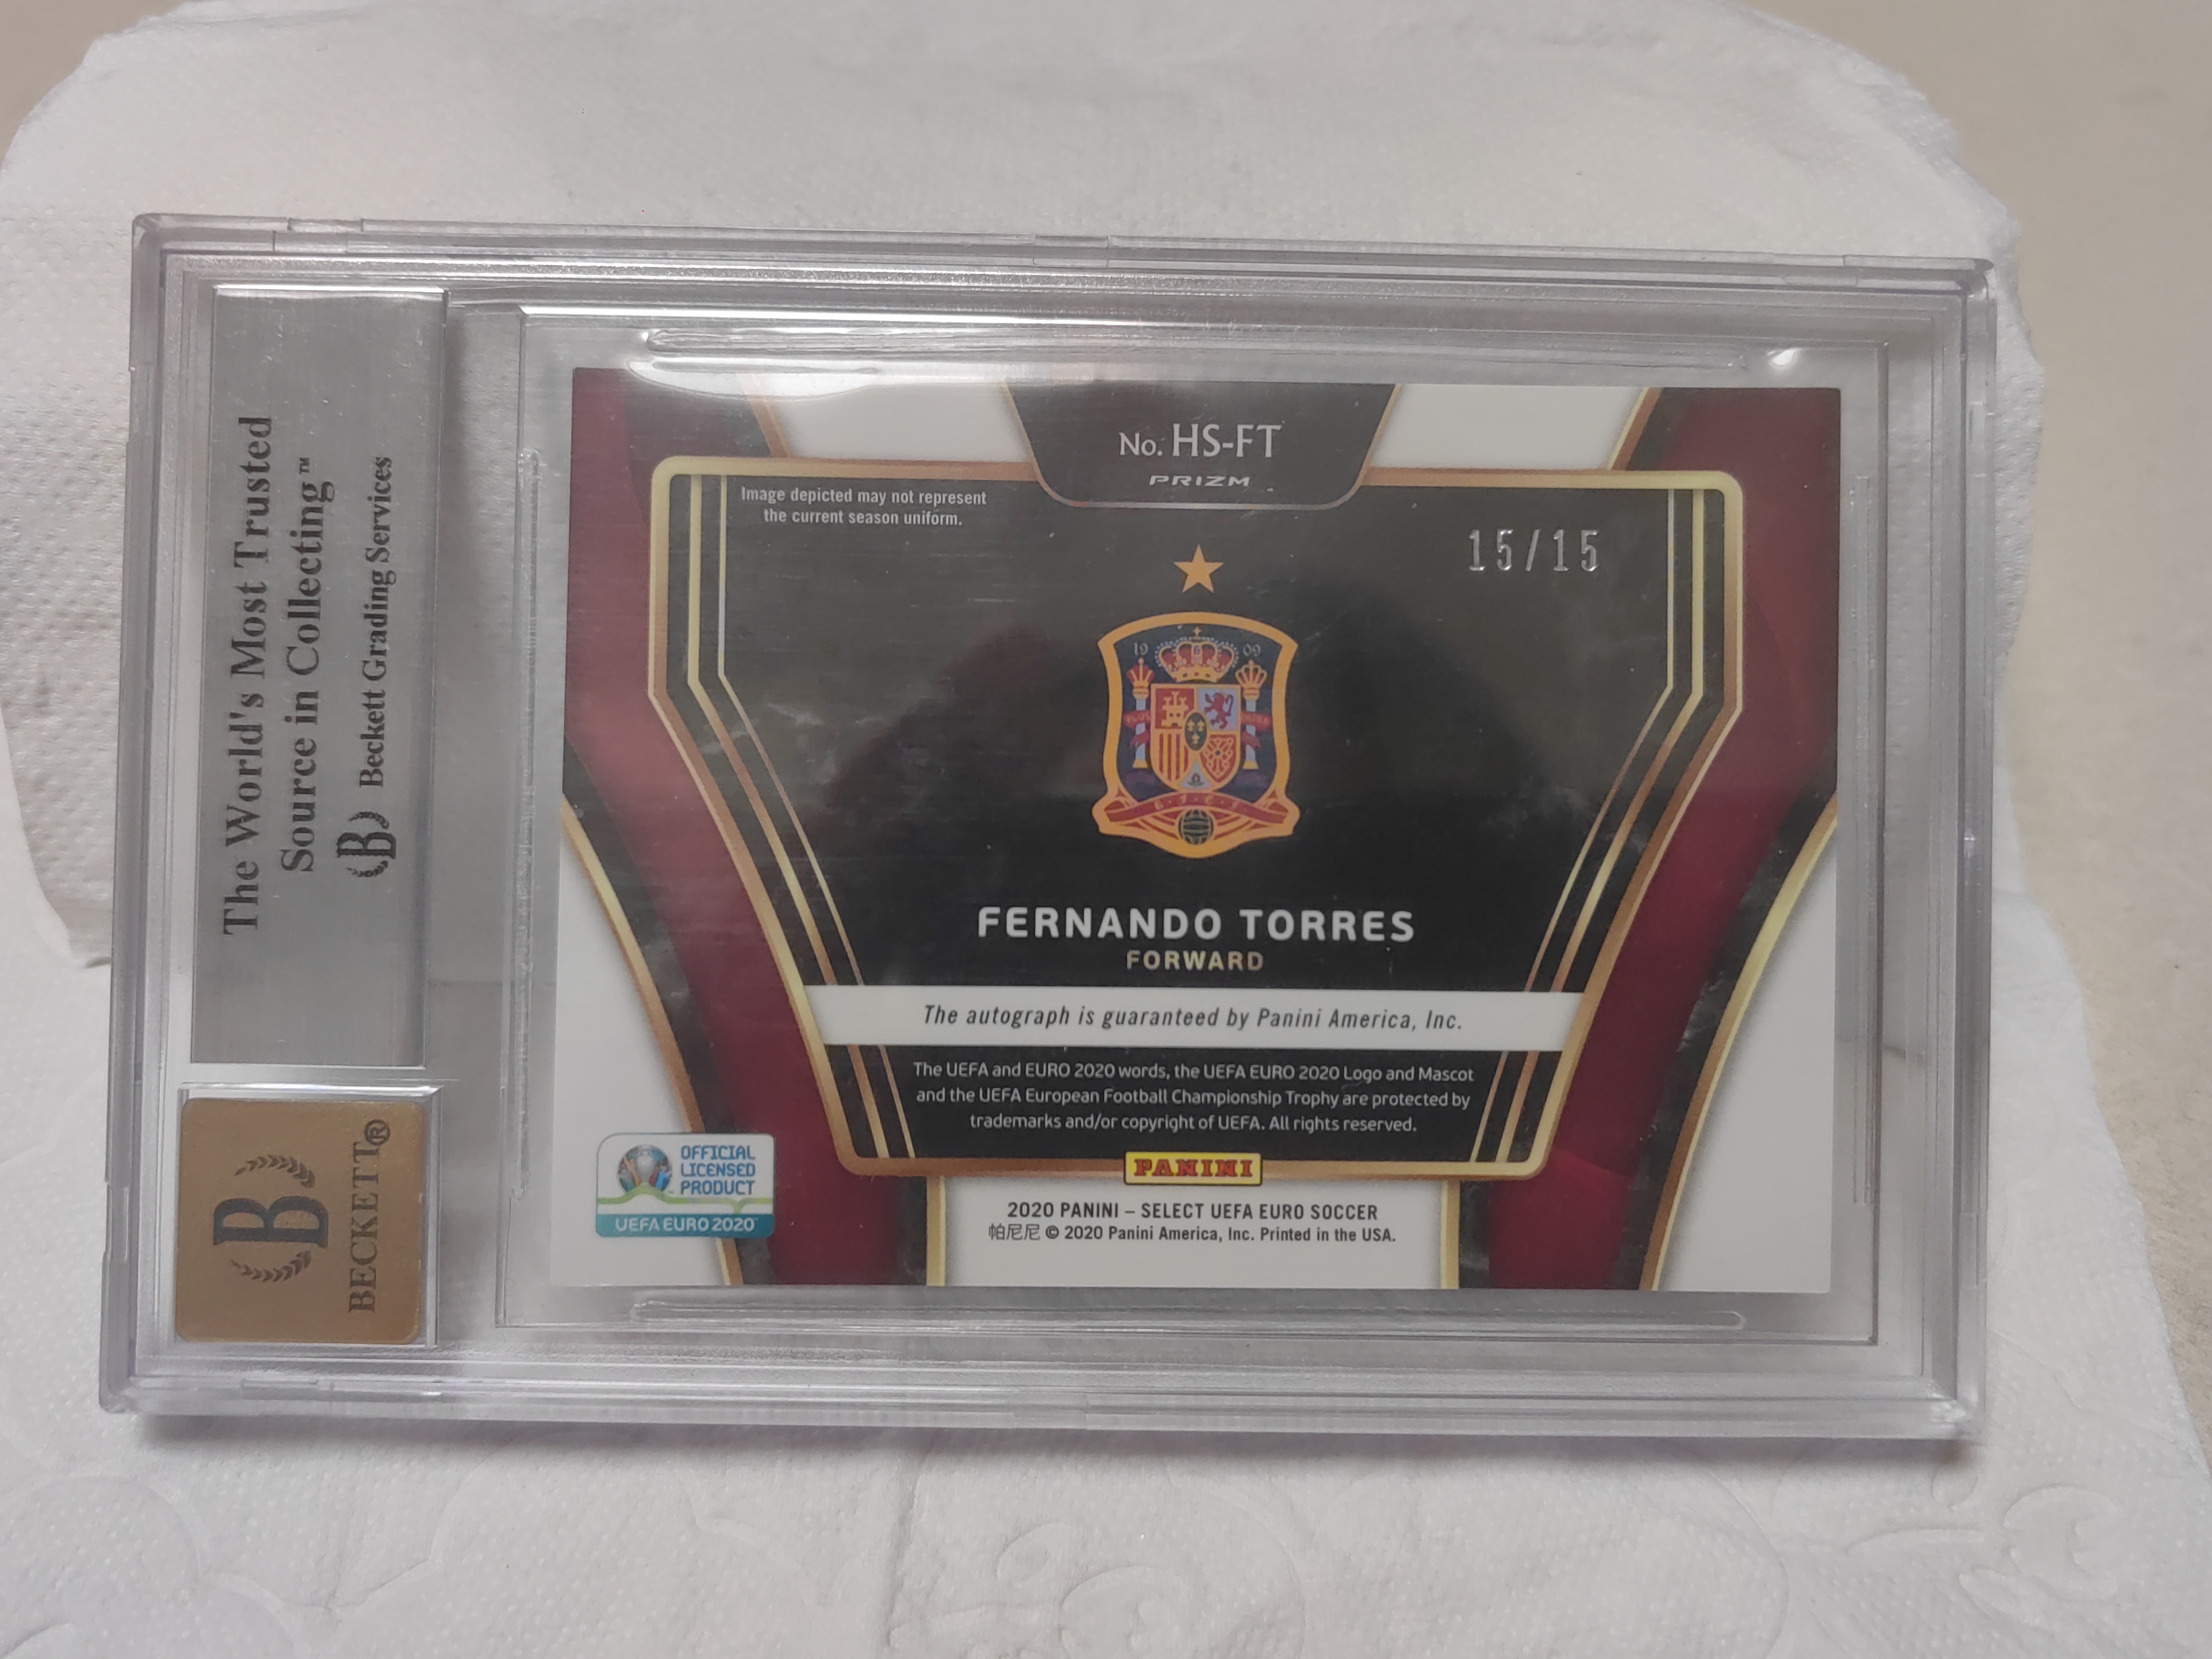 The World's Most Trusted
Source in Collecting™
B Beckett Grading Services
B
BECKETT®
No. HS-FT
PRIZM
Image depicted may not represent
the current season uniform.
15/15
19 09
FERNANDO TORRES
FORWARD
The autograph is guaranteed by Panini America, Inc.
The UEFA and EURO 2020 words, the UEFA EURO 2020 Logo and Mascot
and the UEFA European Football Championship Trophy are protected by
trademarks and/or copyright of UEFA. All rights reserved.
OFFICIAL
LICENSED
PRODUCT
UEFA EURO 2020
PANINI
2020 PANINI – SELECT UEFA EURO SOCCER
帕尼尼 © 2020 Panini America, Inc. Printed in the USA.